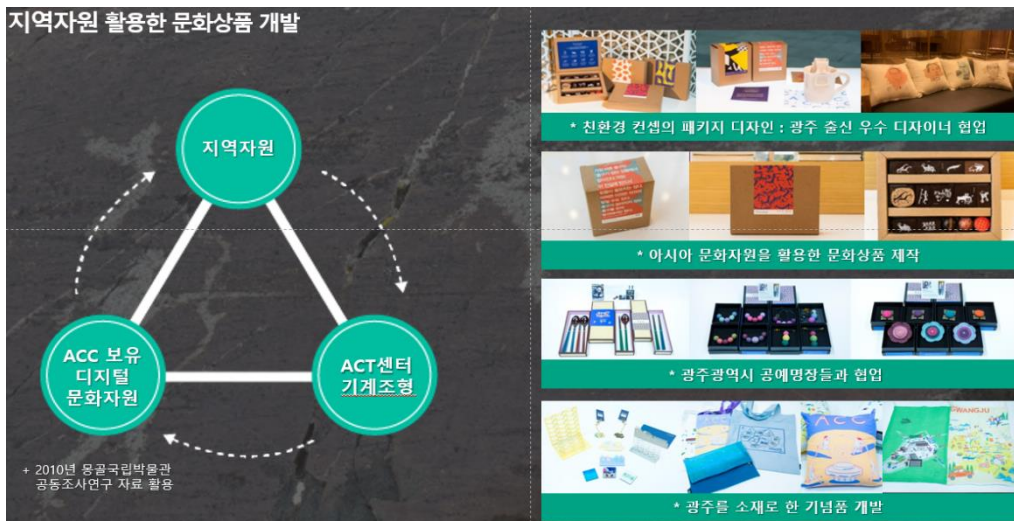 지역자원 활용한 문화상품 개발
지역자원
ACC 보유
디지털
문화자원
ACT센터
기계조형
+ 2010년 몽골국립박물관
공동조사연구 자료 활용
* 친환경 컨셉의 패키지 디자인 : 광주 출신 우수 디자이너 협업
* 아시아 문화자원을 활용한 문화상품 제작
* 광주광역시 공예명장들과 협업
ACC
WANGJU
* 광주를 소재로 한 기념품 개발